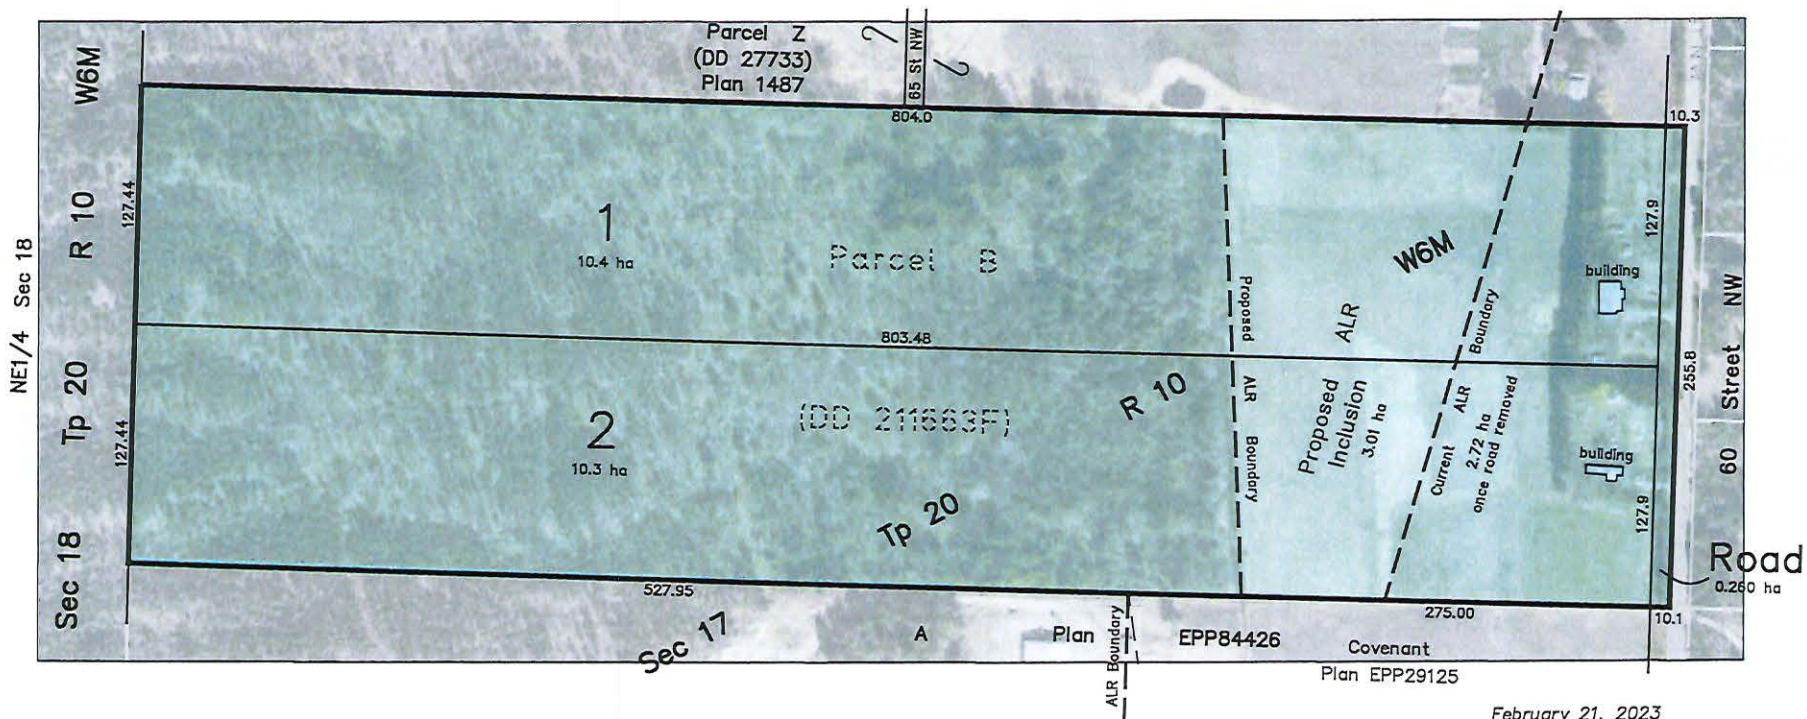 Parcel Z
(DD 27733)
Plan 1487
65 St NW
W6M
R 10
Tp 20
Sec 18
NE1/4 Sec 18
804.0
10.3
127.44
127.44
1
10.4 ha
Parcel B
803.48
2
10.3 ha
(DD 211663F)
R 10
Tp 20
Sec 17
W6M
Proposed
ALR
Boundary
ALR
Proposed
Inclusion
3.01 ha
Current
ALR
Boundary
2.72 ha
once road removed
building
building
127.9
127.9
255.8
60 Street NW
Road
0.260 ha
527.95
275.00
10.1
A Plan EPP84426
ALR Boundary
Covenant
Plan EPP29125
February 21, 2023